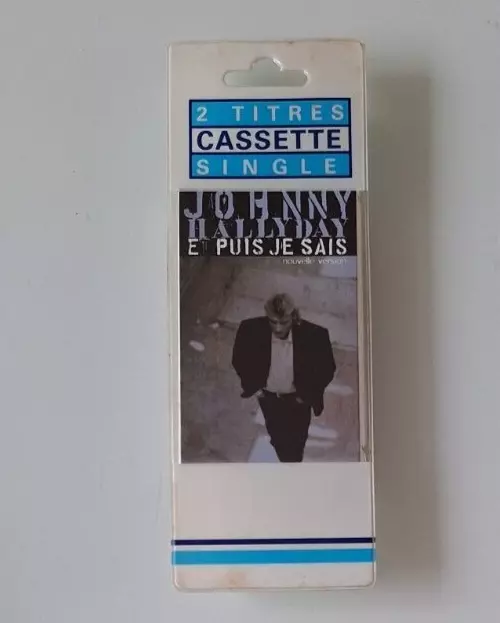 2 TITRES
CASSETTE
SINGLE
JOHNNY
HALLYDAY
ET PUIS JE SAIS
nouvelle version